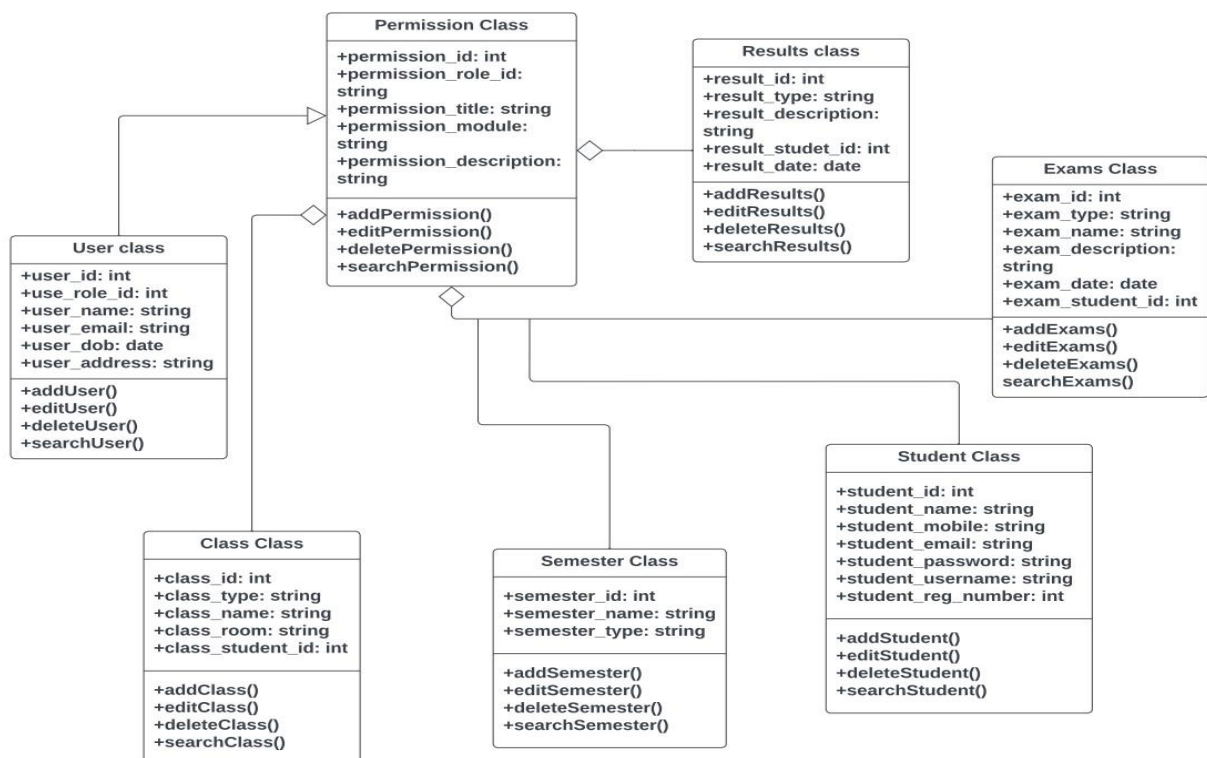 Permission Class
+permission_id: int
+permission_role_id:
string
+permission_title: string
+permission_module:
string
+permission_description:
string
+addPermission()
+editPermission()
+deletePermission()
+searchPermission()
Results class
+result_id: int
+result_type: string
+result_description:
string
+result_studet_id: int
+result_date: date
+addResults()
+editResults()
+deleteResults()
+searchResults()
Exams Class
+exam_id: int
+exam_type: string
+exam_name: string
+exam_description:
string
+exam_date: date
+exam_student_id: int
+addExams()
+editExams()
+deleteExams()
searchExams()
User class
+user_id: int
+use_role_id: int
+user_name: string
+user_email: string
+user_dob: date
+user_address: string
+addUser()
+editUser()
+deleteUser()
+searchUser()
Class Class
+class_id: int
+class_type: string
+class_name: string
+class_room: string
+class_student_id: int
+addClass()
+editClass()
+deleteClass()
+searchClass()
Semester Class
+semester_id: int
+semester_name: string
+semester_type: string
+addSemester()
+editSemester()
+deleteSemester()
+searchSemester()
Student Class
+student_id: int
+student_name: string
+student_mobile: string
+student_email: string
+student_password: string
+student_username: string
+student_reg_number: int
+addStudent()
+editStudent()
+deleteStudent()
+searchStudent()